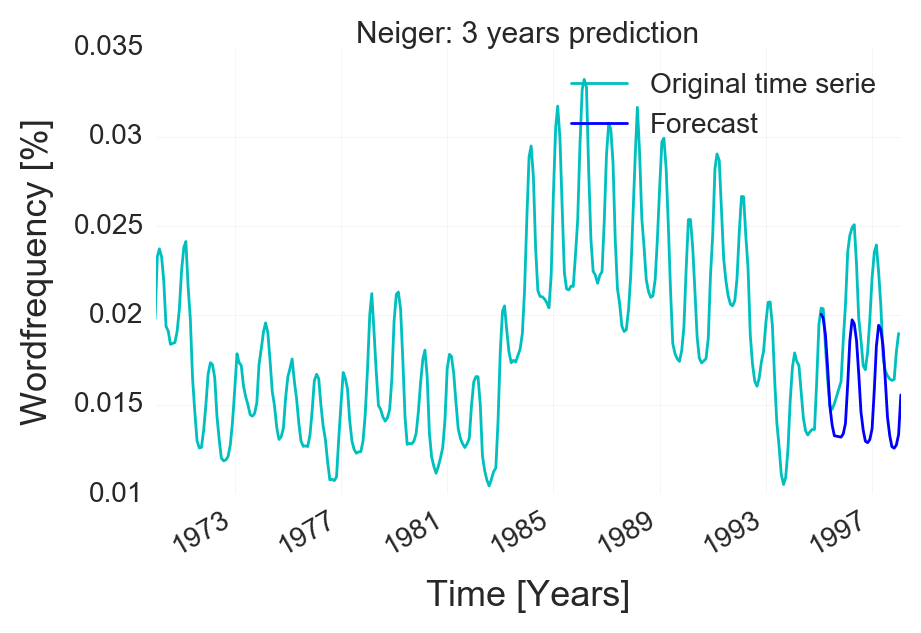 Neiger: 3 years prediction
Original time serie
Forecast
Wordfrequency [%]
0.035
0.03
0.025
0.02
0.015
0.01
1973
1977
1981
1985
1989
1993
1997
Time [Years]